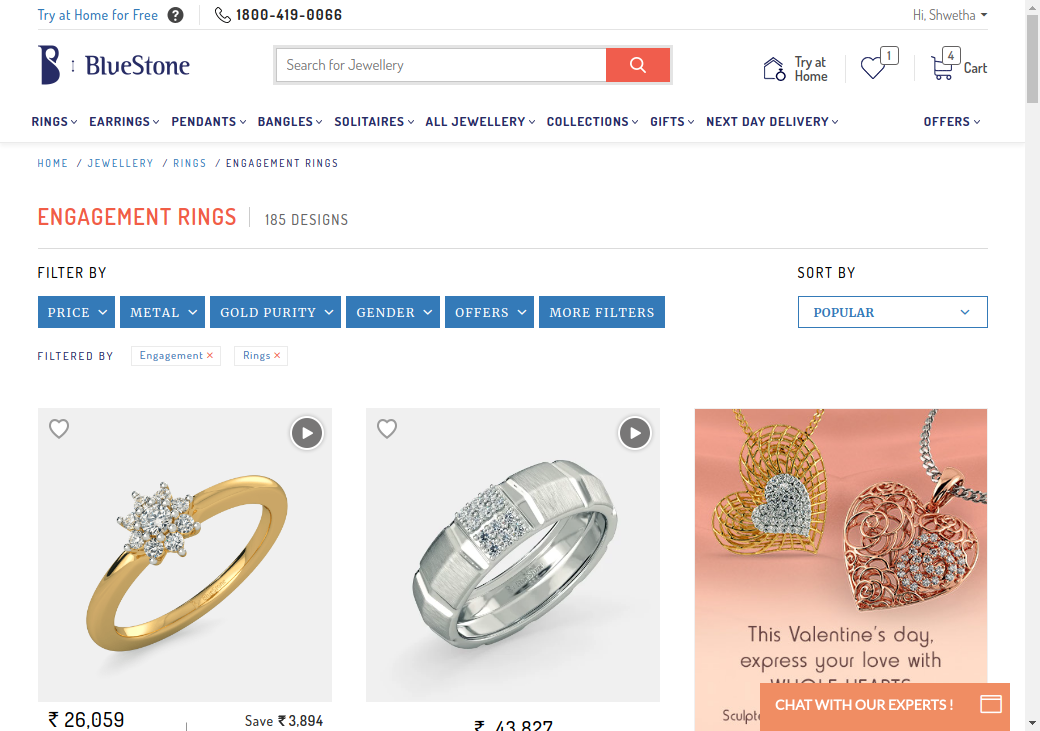 Try at Home for Free ? 1800-419-0066 Hi, Shwetha
BlueStone
Search for Jewellery
Try at
Home
1
4
Cart
RINGS EARRINGS PENDANTS BANGLES SOLITAIRES ALL JEWELLERY COLLECTIONS GIFTS NEXT DAY DELIVERY OFFERS
HOME / JEWELLERY / RINGS / ENGAGEMENT RINGS
ENGAGEMENT RINGS 185 DESIGNS
FILTER BY SORT BY
PRICE METAL GOLD PURITY GENDER OFFERS MORE FILTERS POPULAR
FILTERED BY Engagement × Rings ×
This Valentine's day,
express your love with
WHOLE HEARTS
CHAT WITH OUR EXPERTS !
₹ 26,059 Save ₹ 3,894
₹ 43,827